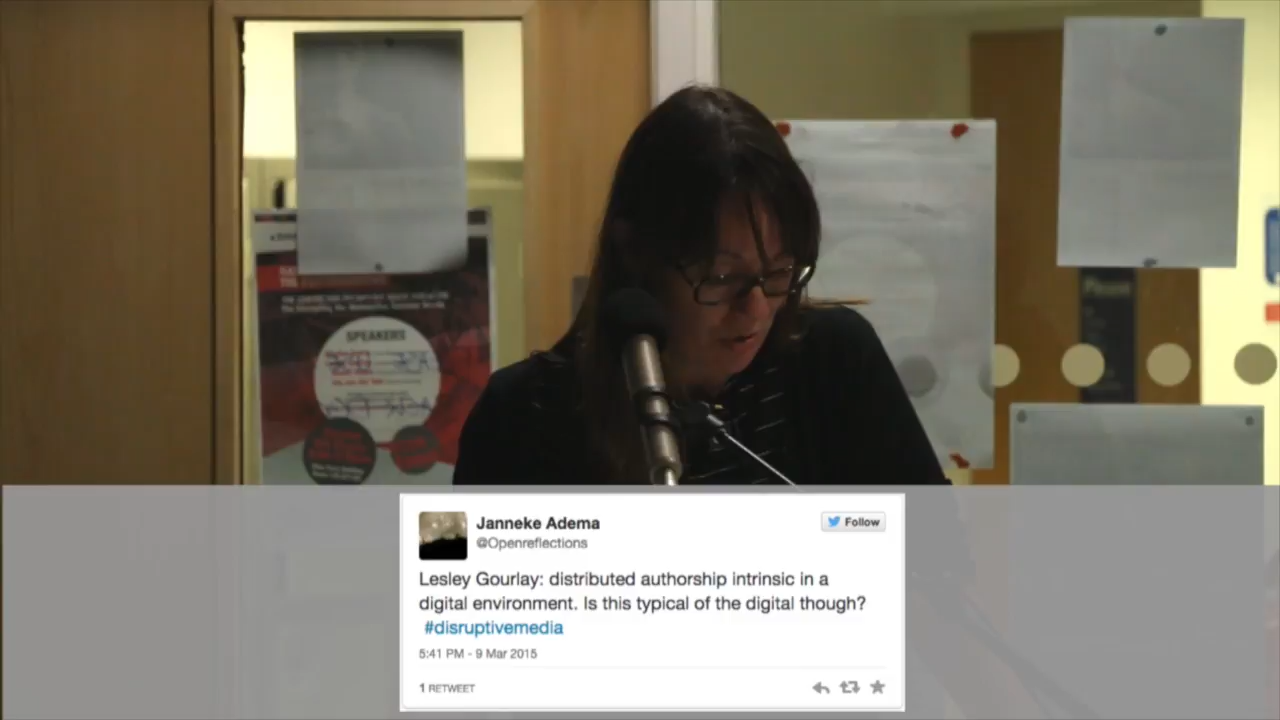 SPEAKERS
Janneke Adema
Follow
@Openreflections
Lesley Gourlay: distributed authorship intrinsic in a
digital environment. Is this typical of the digital though?
#disruptivemedia
5:41 PM - 9 Mar 2015
1 RETWEET